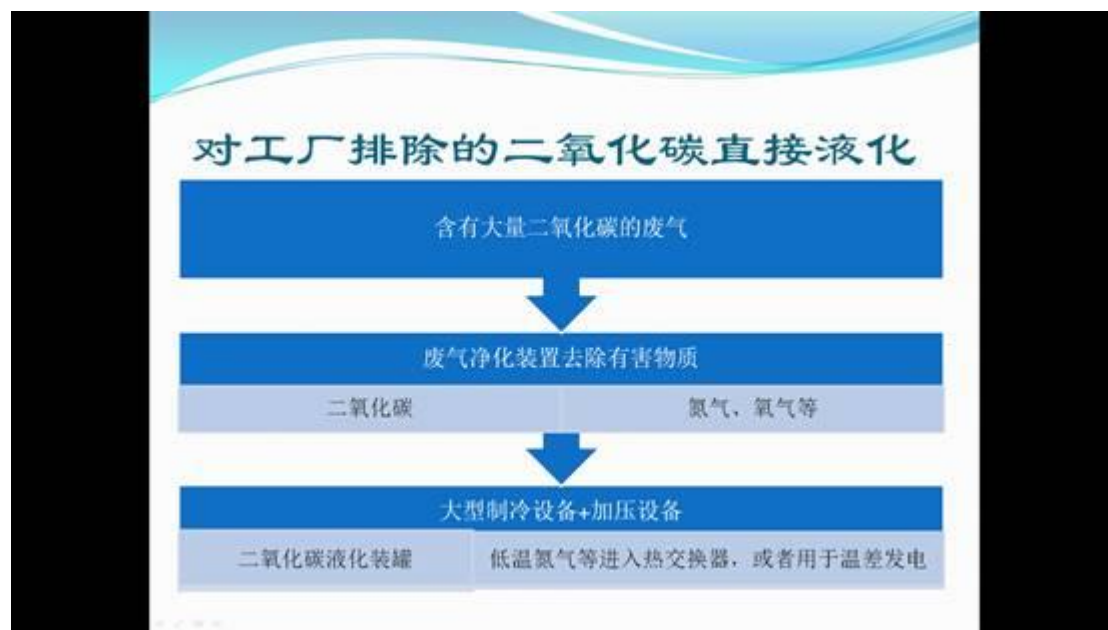 对工厂排除的二氧化碳直接液化
含有大量二氧化碳的废气
废气净化装置去除有害物质
二氧化碳
氮气、氧气等
大型制冷设备+加压设备
二氧化碳液化装罐
低温氮气等进入热交换器，或者用于温差发电